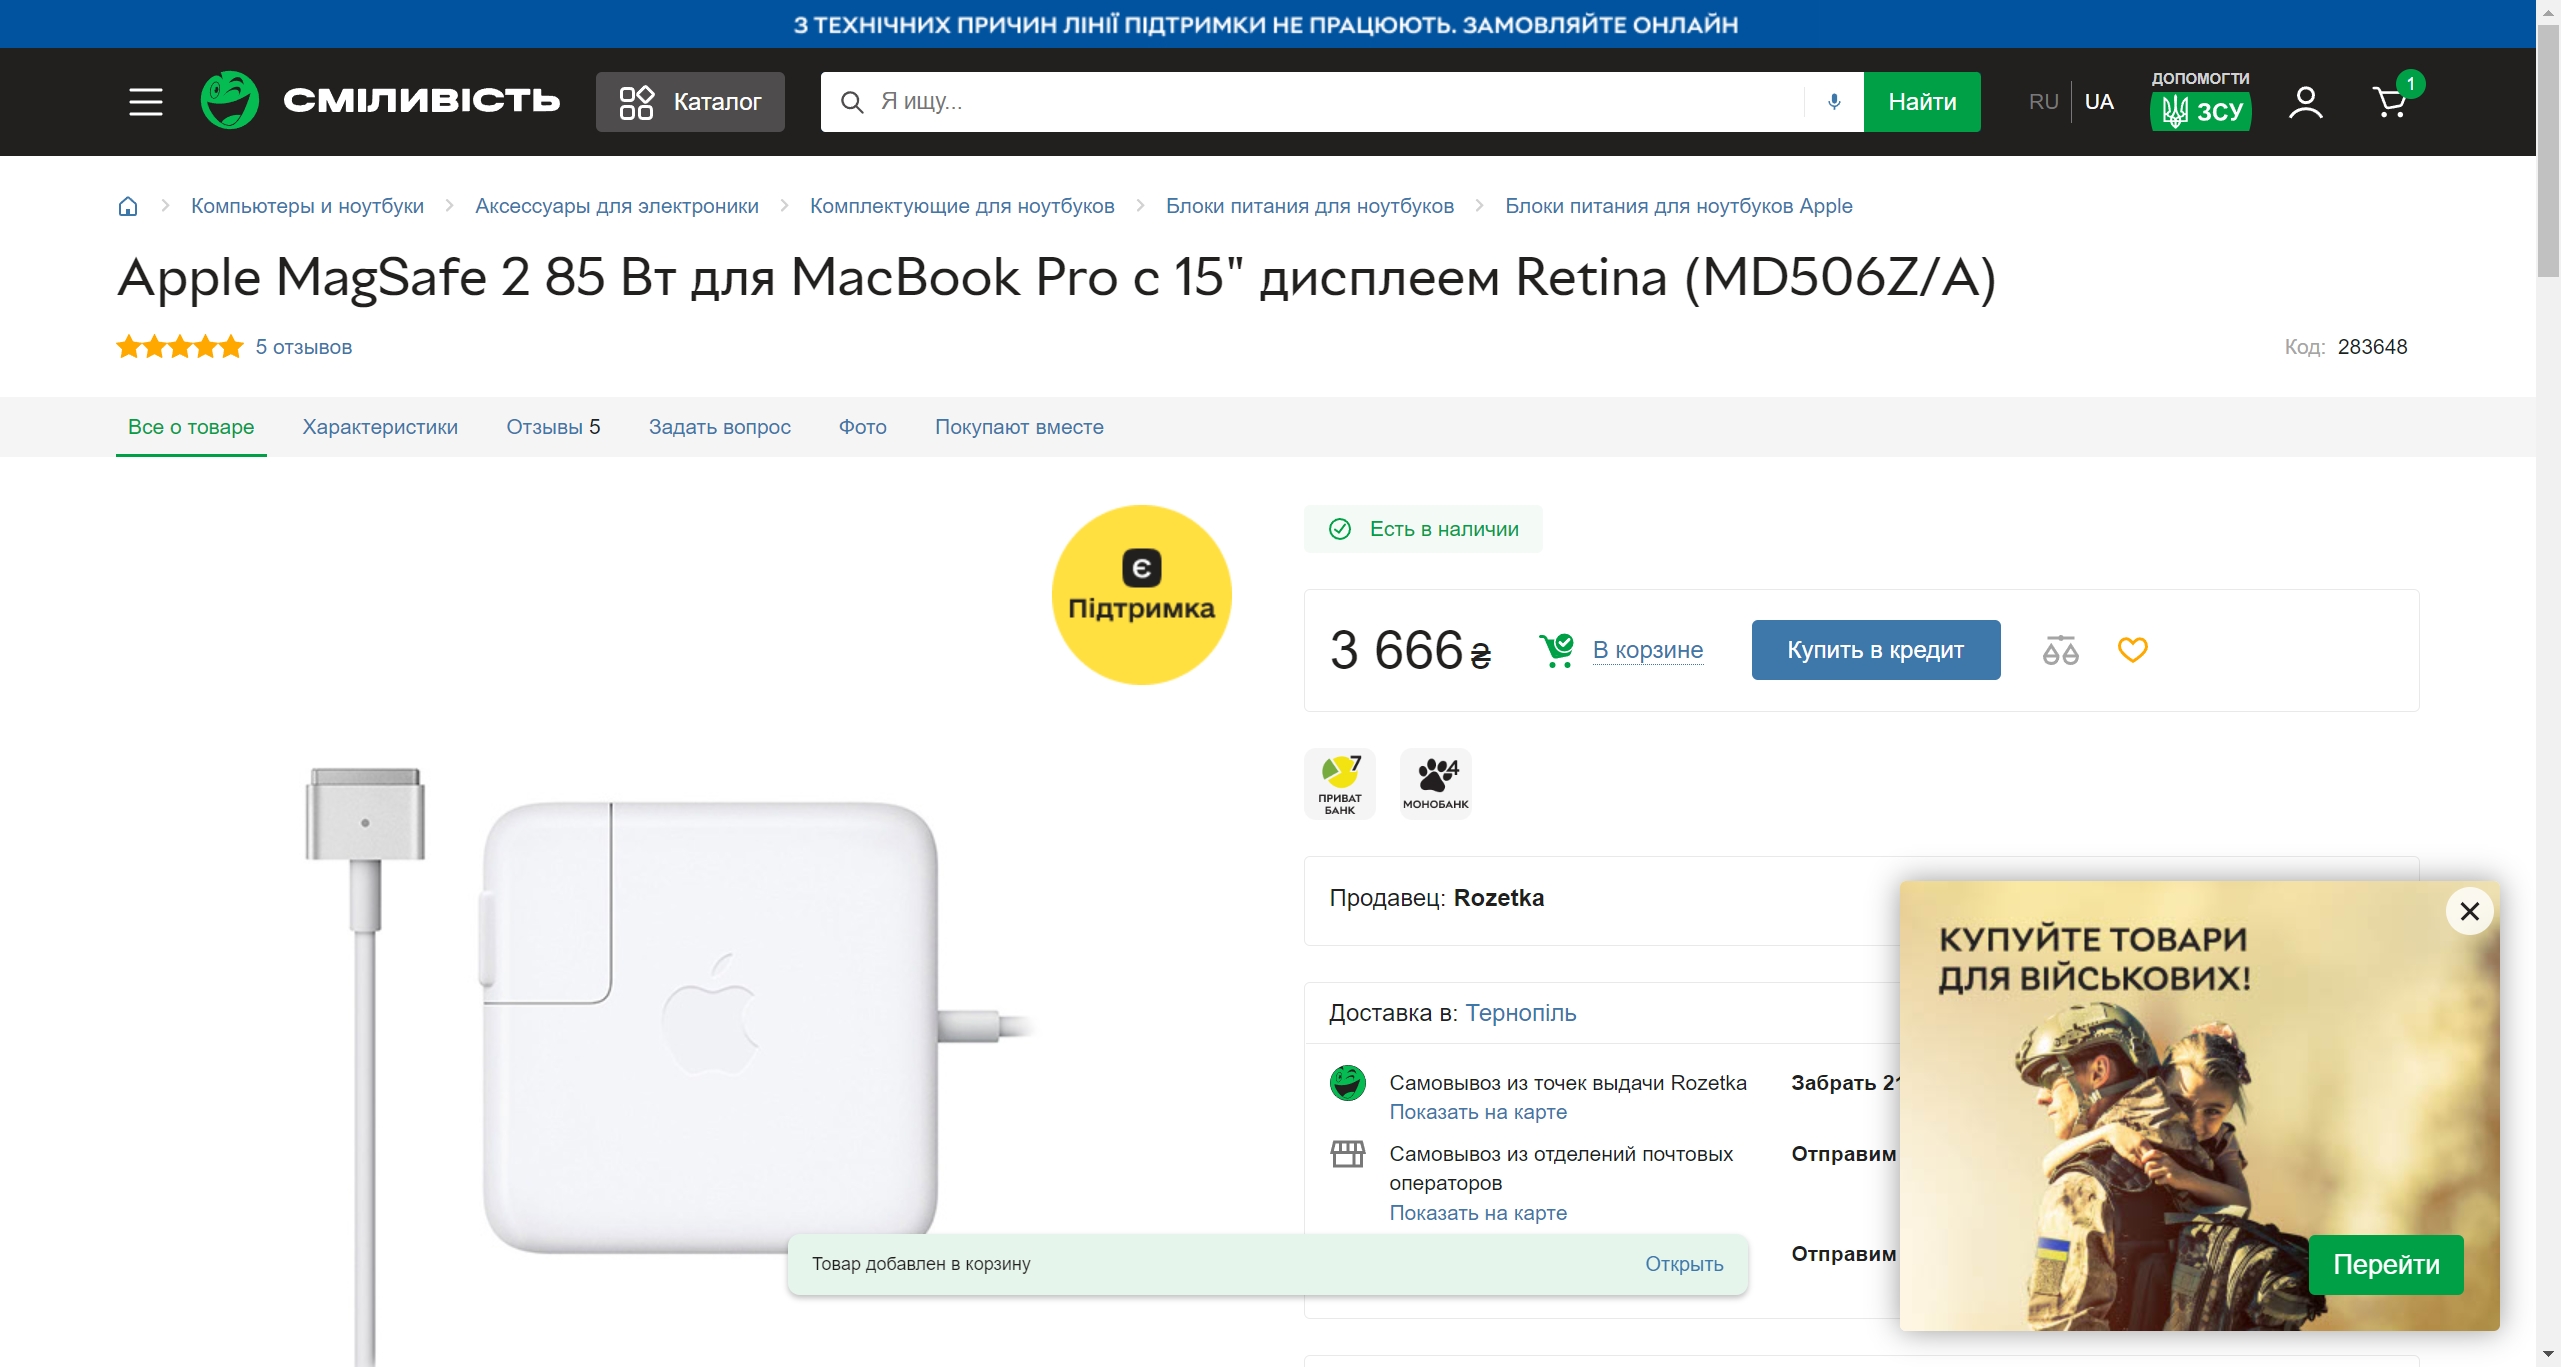 З ТЕХНІЧНИХ ПРИЧИН ЛІНІЇ ПІДТРИМКИ НЕ ПРАЦЮЮТЬ. ЗАМОВЛЯЙТЕ ОНЛАЙН
СМІЛИВІСТЬ
Каталог
Я ищу...
Найти
RU
UA
ДОПОМОГТИ
ЗСУ
1
Компьютеры и ноутбуки
Аксессуары для электроники
Комплектующие для ноутбуков
Блоки питания для ноутбуков
Блоки питания для ноутбуков Apple
Apple MagSafe 2 85 Вт для MacBook Pro с 15" дисплеем Retina (MD506Z/A)
5 отзывов
Код: 283648
Все о товаре
Характеристики
Отзывы 5
Задать вопрос
Фото
Покупают вместе
є
Підтримка
Есть в наличии
3 666₴
В корзине
Купить в кредит
7
ПРИВАТ
БАНК
4
МОНОБАНК
Продавец: Rozetka
Доставка в: Тернопіль
Самовывоз из точек выдачи Rozetka
Забрать
Показать на карте
Самовывоз из отделений почтовых
операторов
Отправим
Показать на карте
Отправим
Товар добавлен в корзину
Открыть
КУПУЙТЕ ТОВАРИ
ДЛЯ ВІЙСЬКОВИХ!
Перейти